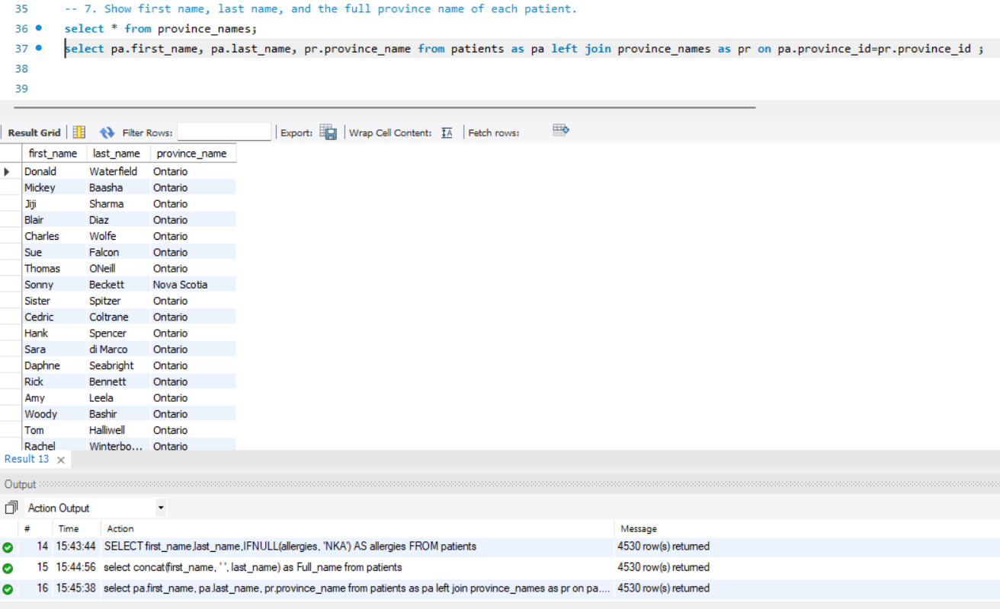 35 -- 7. Show first name, last name, and the full province name of each patient.
36 select * from province_names;
37 select pa.first_name, pa.last_name, pr.province_name from patients as pa left join province_names as pr on pa.province_id=pr.province_id ;
38
39
Result Grid Filter Rows: Export: Wrap Cell Content: Fetch rows:
first_name last_name province_name
Donald Waterfield Ontario
Mickey Baasha Ontario
Jiji Sharma Ontario
Blair Diaz Ontario
Charles Wolfe Ontario
Sue Falcon Ontario
Thomas ONeill Ontario
Sonny Beckett Nova Scotia
Sister Spitzer Ontario
Cedric Coltrane Ontario
Hank Spencer Ontario
Sara di Marco Ontario
Daphne Seabright Ontario
Rick Bennett Ontario
Amy Leela Ontario
Woody Bashir Ontario
Tom Halliwell Ontario
Rachel Winterbo... Ontario
Result 13
Output
Action Output
# Time Action Message
14 15:43:44 SELECT first_name,last_name,IFNULL(allergies, 'NKA') AS allergies FROM patients 4530 row(s) returned
15 15:44:56 select concat(first_name, ' ', last_name) as Full_name from patients 4530 row(s) returned
16 15:45:38 select pa.first_name, pa.last_name, pr.province_name from patients as pa left join province_names as pr on pa.... 4530 row(s) returned